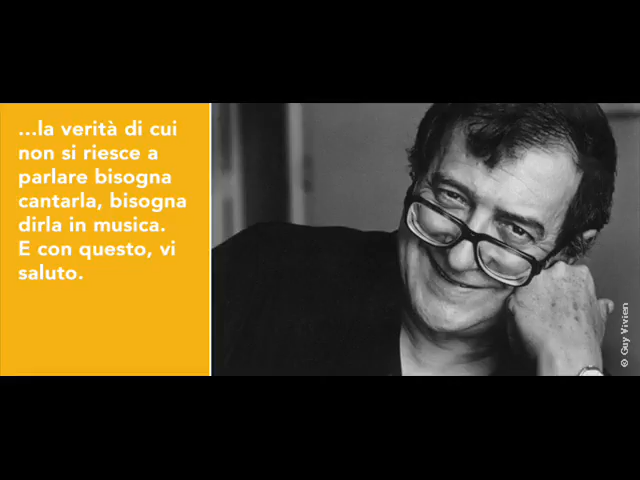 ...la verità di cui
non si riesce a
parlare bisogna
cantarla, bisogna
dirla in musica.
E con questo, vi
saluto.
© Guy Vivien